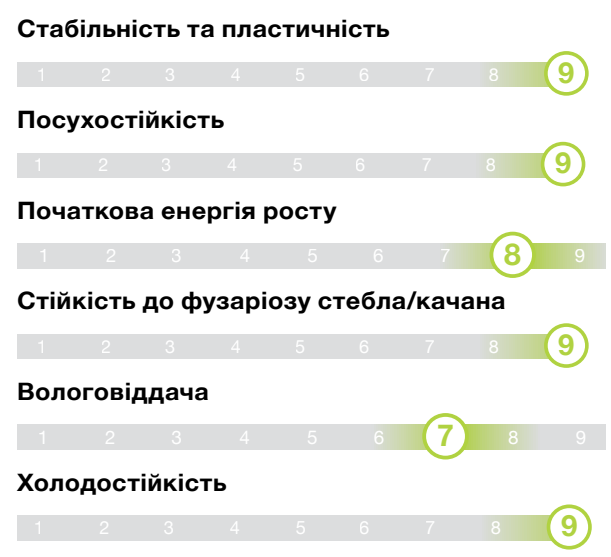 Стабільність та пластичність
1 2 3 4 5 6 7 8 9
Посухостійкість
1 2 3 4 5 6 7 8 9
Початкова енергія росту
1 2 3 4 5 6 7 8 9
Стійкість до фузаріозу стебла/качана
1 2 3 4 5 6 7 8 9
Вологовіддача
1 2 3 4 5 6 7 8 9
Холодостійкість
1 2 3 4 5 6 7 8 9